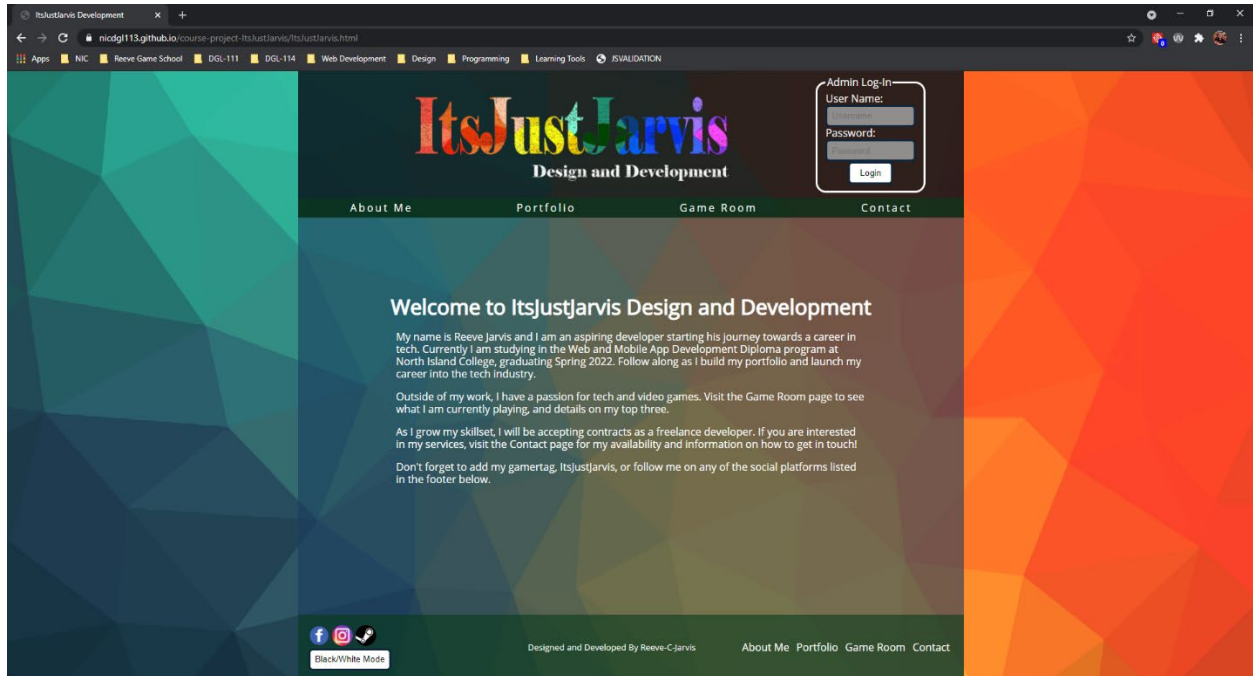 ItsJustJarvis Development
nicdgl113.github.io/course-project-ItsJustJarvis/ItsJustJarvis.html
Apps NIC Reeve Game School DGL-111 DGL-114 Web Development Design Programming Learning Tools JSVALIDATION
ItsJustJarvis
Design and Development
Admin Log-In
User Name:
Username
Password:
Password
Login
About Me Portfolio Game Room Contact
Welcome to ItsJustJarvis Design and Development
My name is Reeve Jarvis and I am an aspiring developer starting his journey towards a career in
tech. Currently I am studying in the Web and Mobile App Development Diploma program at
North Island College, graduating Spring 2022. Follow along as I build my portfolio and launch my
career into the tech industry.
Outside of my work, I have a passion for tech and video games. Visit the Game Room page to see
what I am currently playing, and details on my top three.
As I grow my skillset, I will be accepting contracts as a freelance developer. If you are interested
in my services, visit the Contact page for my availability and information on how to get in touch!
Don't forget to add my gamertag, ItsJustJarvis, or follow me on any of the social platforms listed
in the footer below.
Black/White Mode
Designed and Developed By Reeve-C-Jarvis
About Me Portfolio Game Room Contact